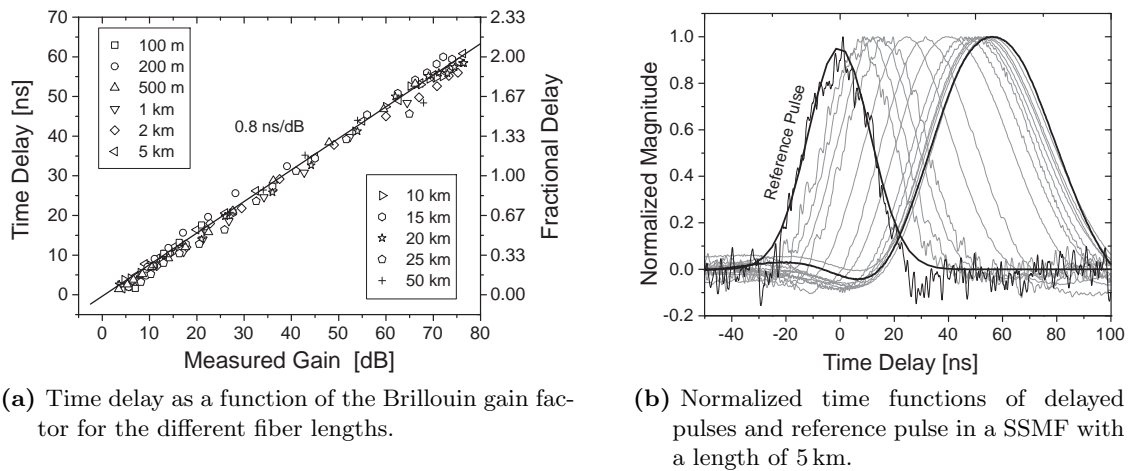 2.33
2.00
1.67
1.33
1.00
0.67
0.33
0.00
Fractional Delay
70
60
50
40
30
20
10
0
Time Delay [ns]
100 m
200 m
500 m
1 km
2 km
5 km
0.8 ns/dB
10 km
15 km
20 km
25 km
50 km
0 10 20 30 40 50 60 70 80
Measured Gain [dB]
(a) Time delay as a function of the Brillouin gain fac-
tor for the different fiber lengths.
1.0
0.8
0.6
0.4
0.2
0.0
-0.2
Normalized Magnitude
Reference Pulse
-40 -20 0 20 40 60 80 100
Time Delay [ns]
(b) Normalized time functions of delayed
pulses and reference pulse in a SSMF with
a length of 5 km.